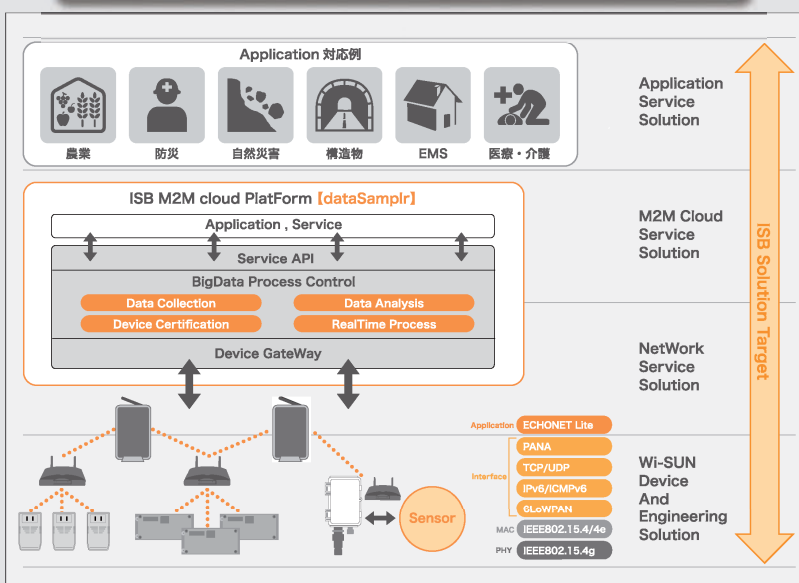 Application 対応例
農業
防災
自然災害
構造物
EMS
医療・介護
Application
Service
Solution
ISB M2M cloud PlatForm【dataSamplr】
Application , Service
Service API
BigData Process Control
Data Collection
Data Analysis
Device Certification
RealTime Process
Device GateWay
M2M Cloud
Service
Solution
NetWork
Service
Solution
ISB Solution Target
Application
ECHONET Lite
Interface
PANA
TCP/UDP
IPv6/ICMPv6
6LoWPAN
MAC
IEEE802.15.4/4e
PHY
IEEE802.15.4g
Sensor
Wi-SUN
Device
And
Engineering
Solution